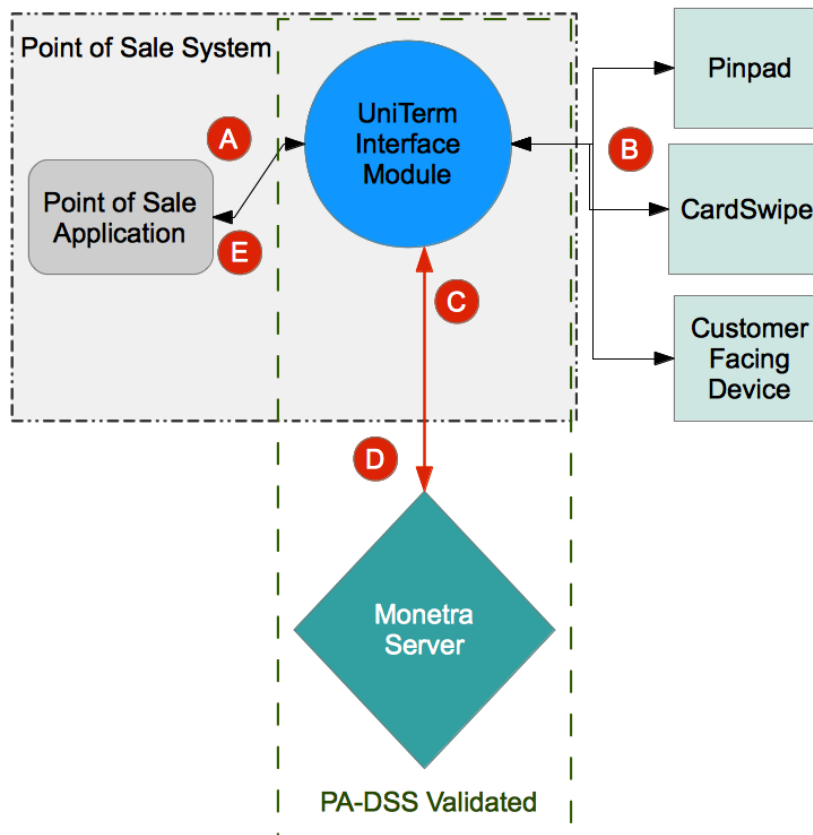 Point of Sale System
UniTerm
Interface
Module
A
Point of Sale
Application
E
B
Pinpad
CardSwipe
Customer
Facing
Device
C
D
Monetra
Server
PA-DSS Validated